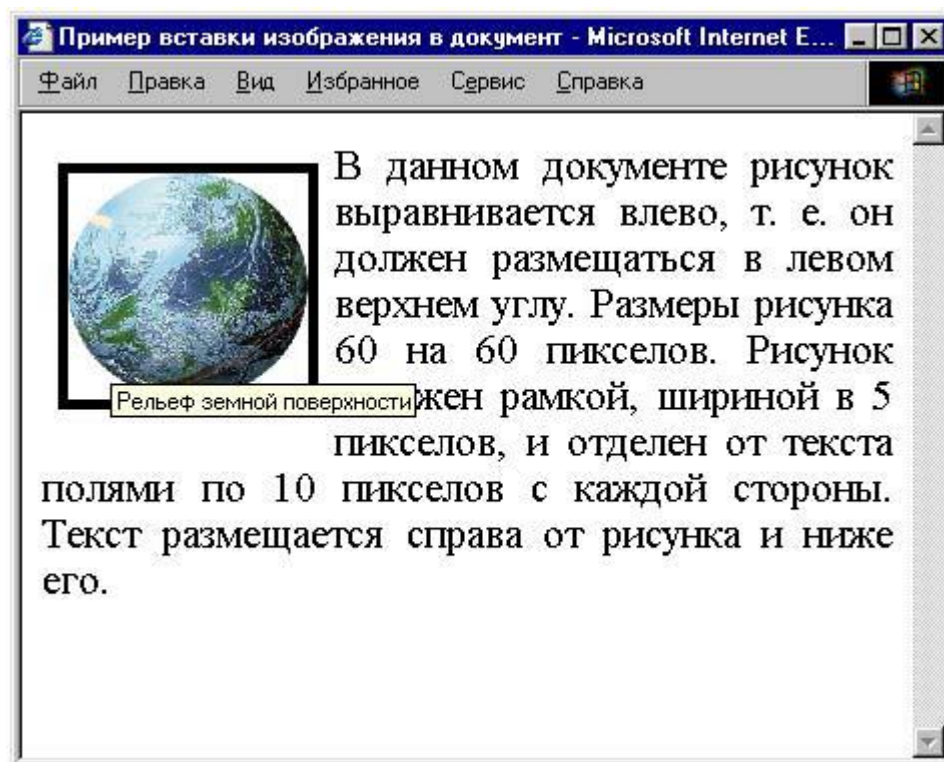 Пример вставки изображения в документ - Microsoft Internet E...
Файл Правка Вид Избранное Сервис Справка
В данном документе рисунок
выравнивается влево, т. е. он
должен размещаться в левом
верхнем углу. Размеры рисунка
60 на 60 пикселов. Рисунок
Рельеф земной поверхности
жен рамкой, шириной в 5
пикселов, и отделен от текста
полями по 10 пикселов с каждой стороны.
Текст размещается справа от рисунка и ниже
его.